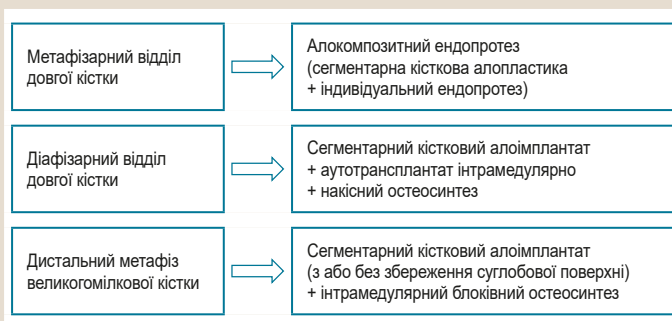 Метафізарний відділ
довгої кістки
Алокомпозитний ендопротез
(сегментарна кісткова алопластика
+ індивідуальний ендопротез)
Діафізарний відділ
довгої кістки
Сегментарний кістковий алоімплантат
+ аутотрансплантат інтрамедулярно
+ накісний остеосинтез
Дистальний метафіз
великогомілкової кістки
Сегментарний кістковий алоімплантат
(з або без збереження суглобової поверхні)
+ інтрамедулярний блоківний остеосинтез